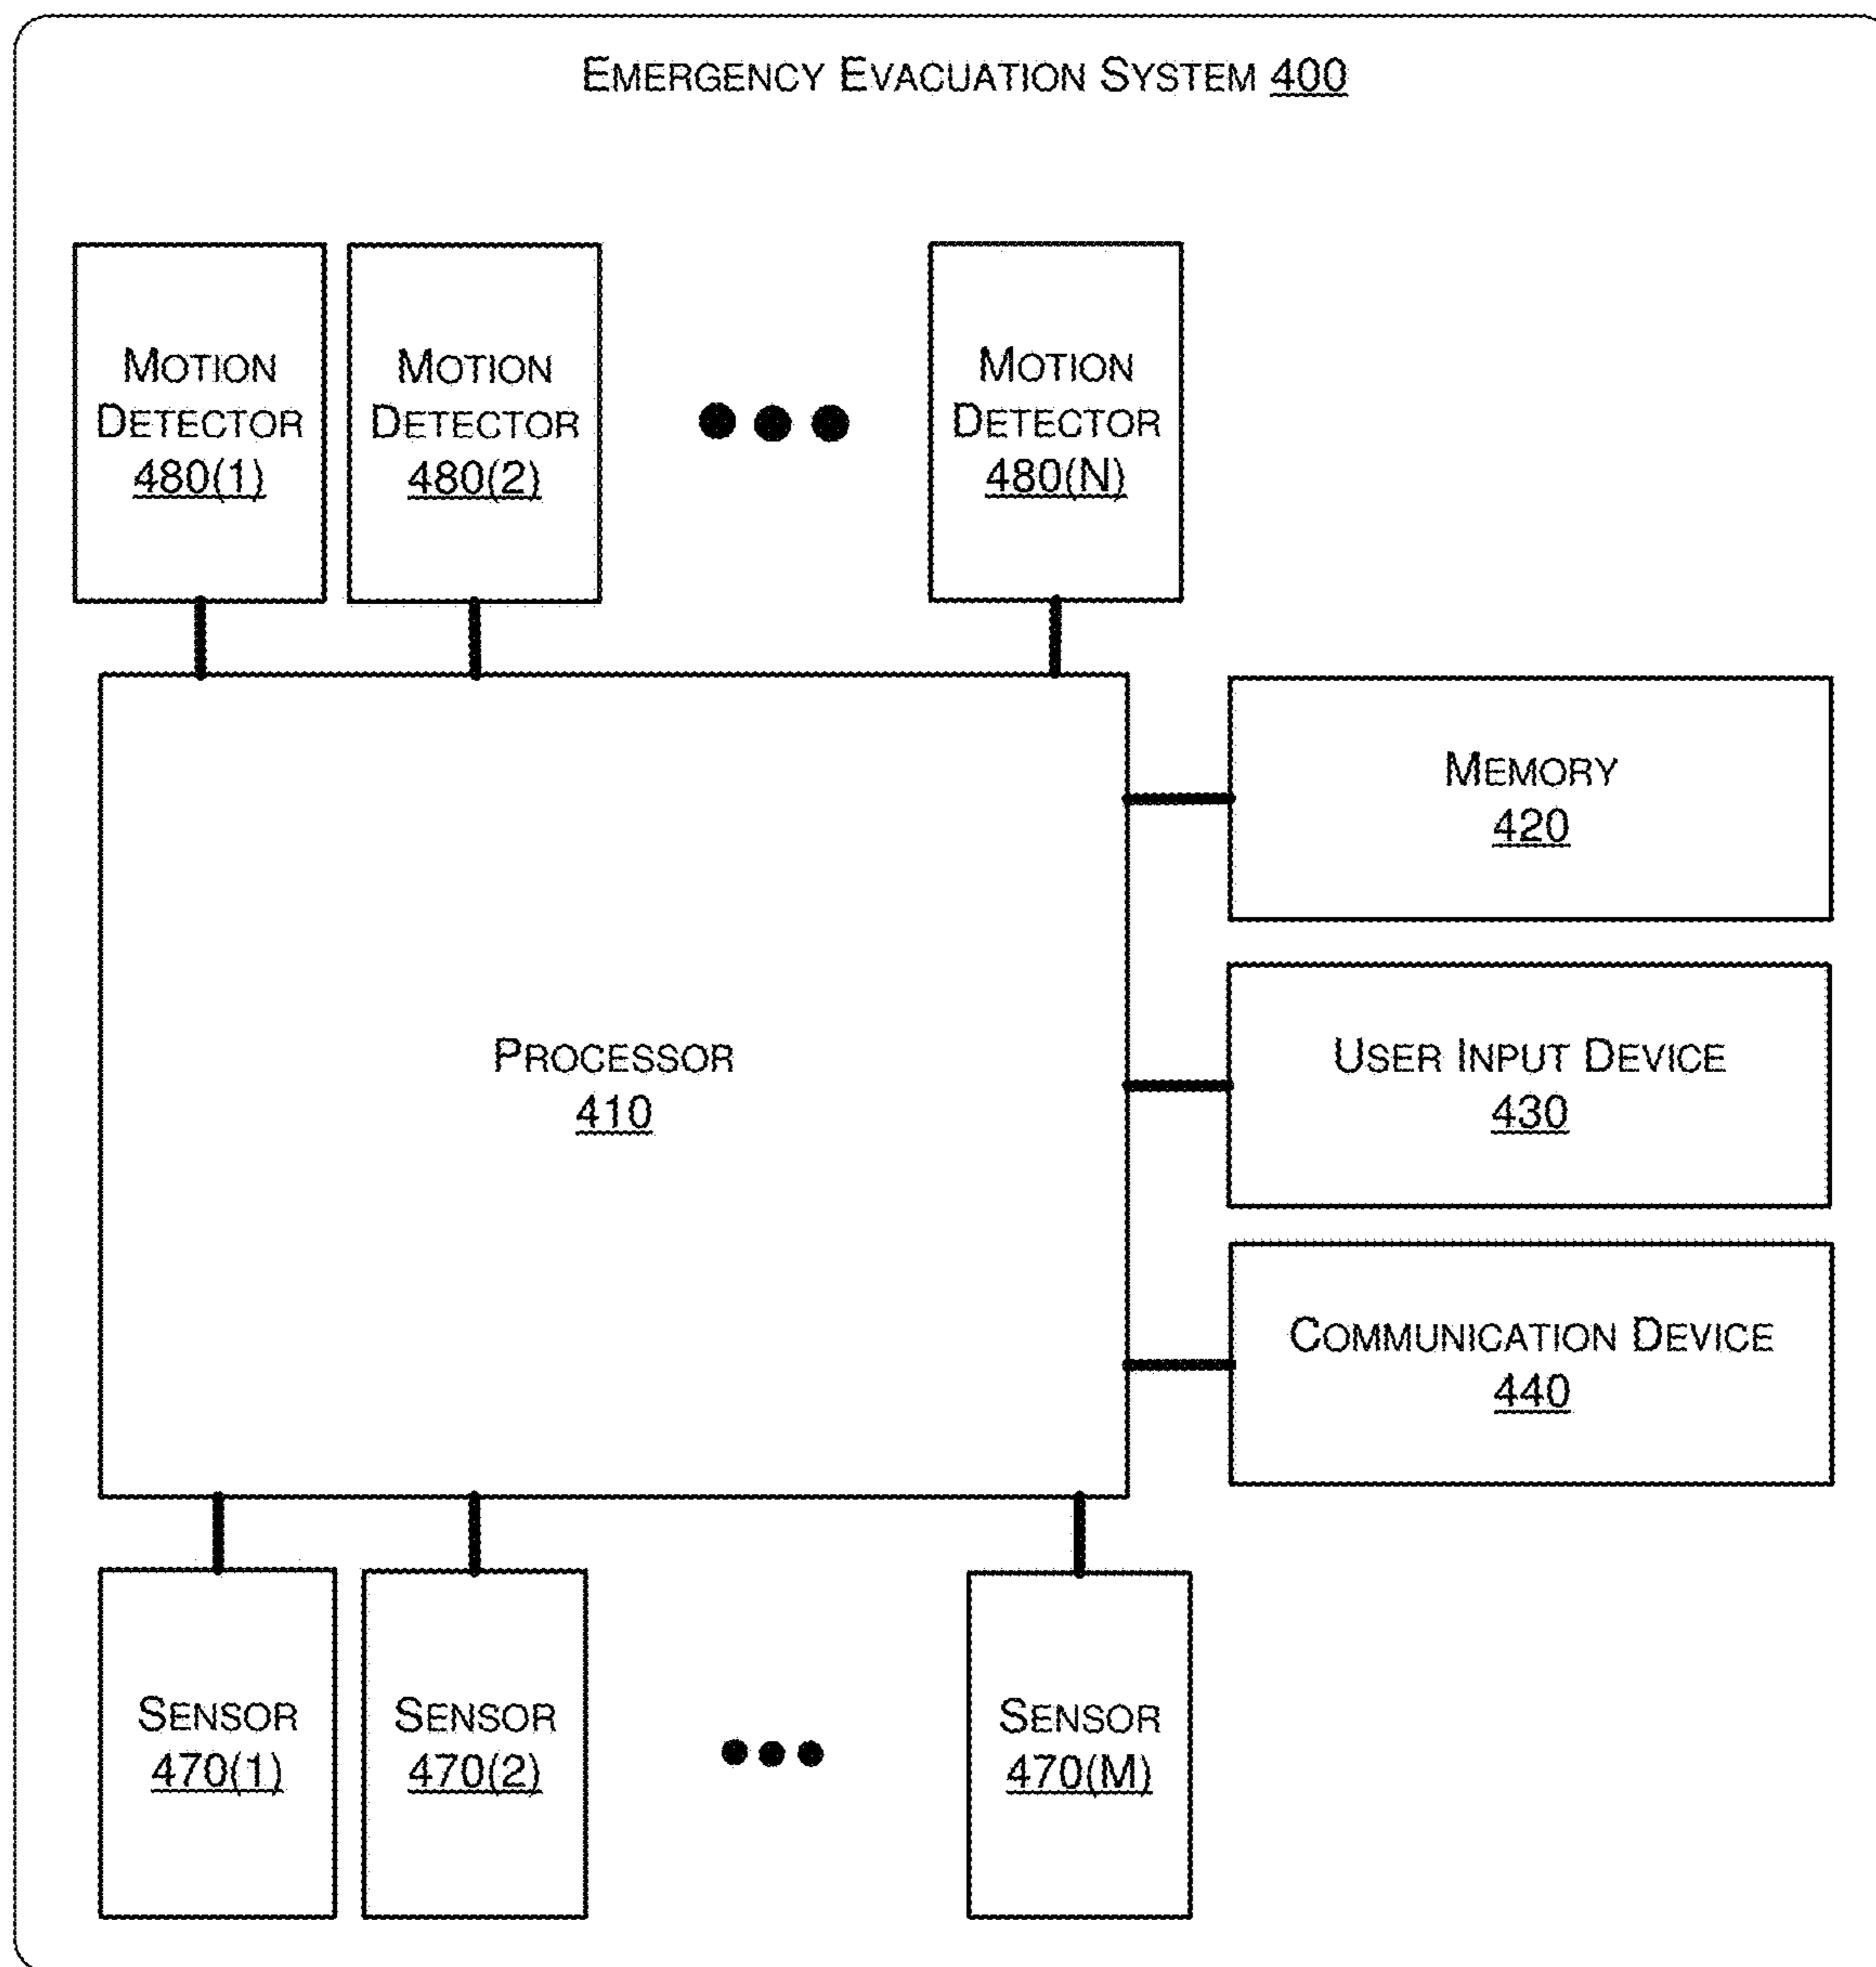 EMERGENCY EVACUATION SYSTEM 400
MOTION
DETECTOR
480(1)
MOTION
DETECTOR
480(2)
MOTION
DETECTOR
480(N)
MEMORY
420
PROCESSOR
410
USER INPUT DEVICE
430
COMMUNICATION DEVICE
440
SENSOR
470(1)
SENSOR
470(2)
SENSOR
470(M)